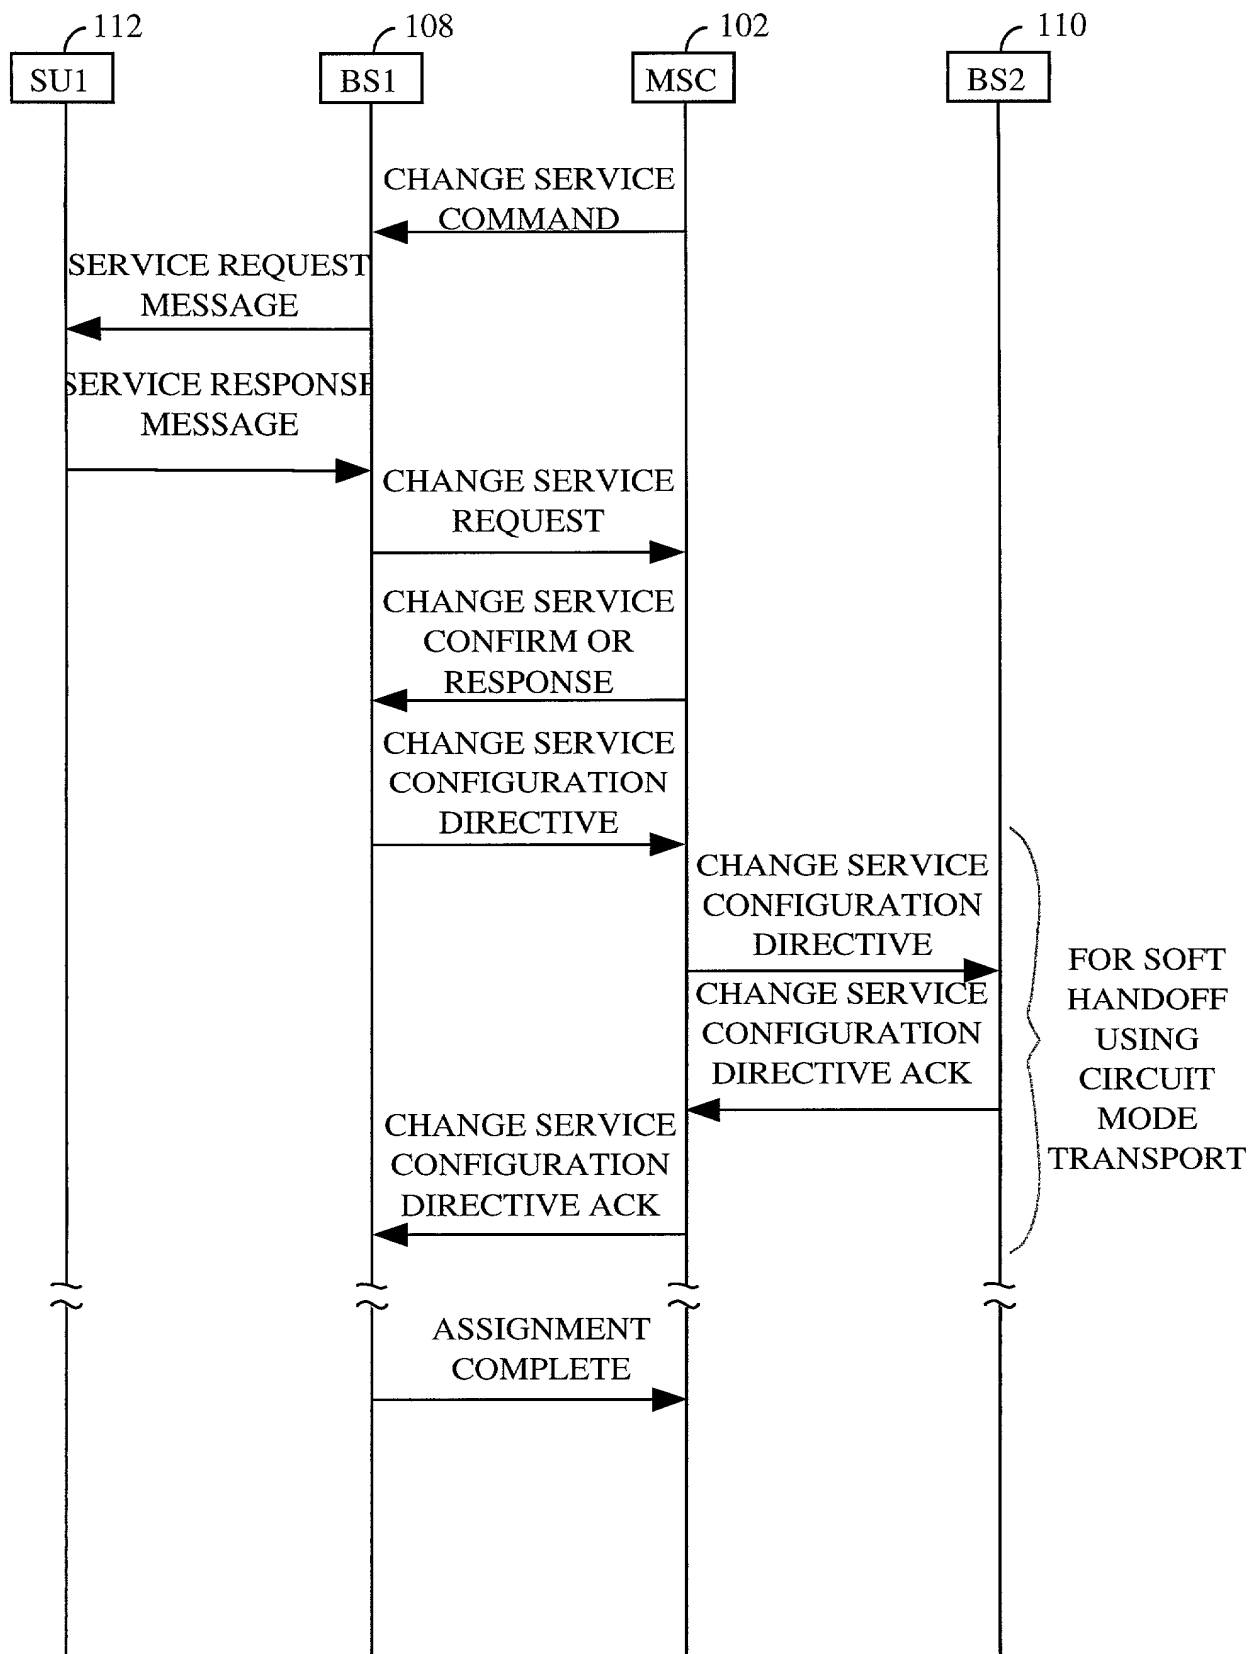 112
108
102
110
SU1
BS1
MSC
BS2
CHANGE SERVICE
COMMAND
SERVICE REQUEST
MESSAGE
SERVICE RESPONSE
MESSAGE
CHANGE SERVICE
REQUEST
CHANGE SERVICE
CONFIRM OR
RESPONSE
CHANGE SERVICE
CONFIGURATION
DIRECTIVE
CHANGE SERVICE
CONFIGURATION
DIRECTIVE
CHANGE SERVICE
CONFIGURATION
DIRECTIVE ACK
FOR SOFT
HANDOFF
USING
CIRCUIT
MODE
TRANSPORT
CHANGE SERVICE
CONFIGURATION
DIRECTIVE ACK
ASSIGNMENT
COMPLETE